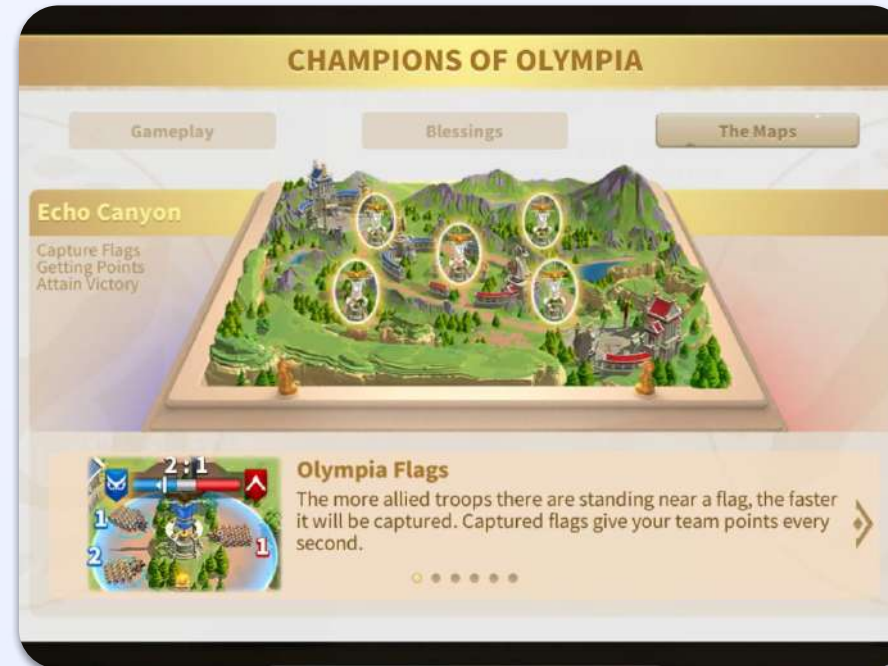 CHAMPIONS OF OLYMPIA
Gameplay
Blessings
The Maps
Echo Canyon
Capture Flags
Getting Points
Attain Victory
2 : 1
1
2
1
Olympia Flags
The more allied troops there are standing near a flag, the faster
it will be captured. Captured flags give your team points every
second.